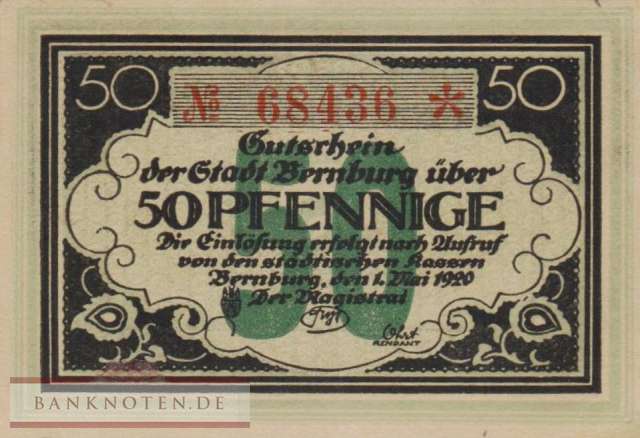 50 50
№ 68436 *
Gutschein
der Stadt Bernburg über
50 PFENNIGE
Die Einlösung erfolgt nach Aufruf
von den städtischen Kassen
Bernburg, den 1. Mai 1920
Der Magistrat
RENDANT
BANKNOTEN.DE